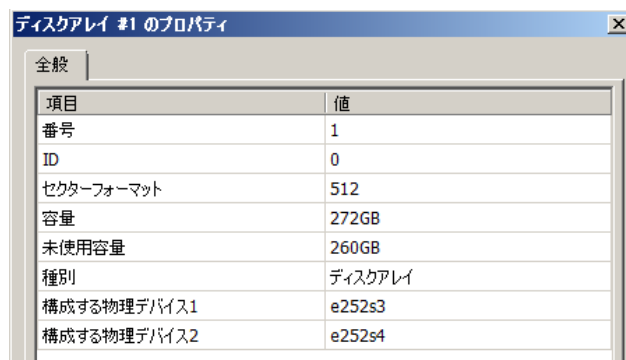 ディスクアレイ #1 のプロパティ
全般
項目 値
番号 1
ID 0
セクターフォーマット 512
容量 272GB
未使用容量 260GB
種別 ディスクアレイ
構成する物理デバイス1 e252s3
構成する物理デバイス2 e252s4